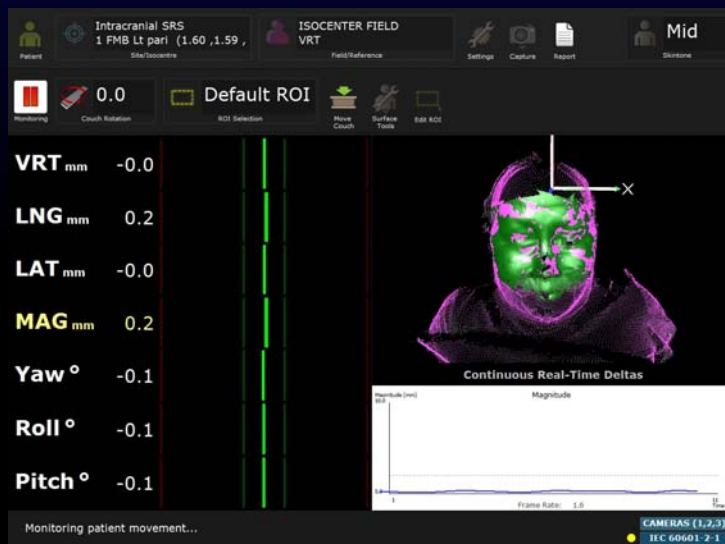 Intracranial SRS
1 FMB Lt pari (1.60 ,1.59 ,
Site/Isocentre
ISOCENTER FIELD
VRT
Field/Reference
Mid
Skintone
Patient
Settings
Capture
Report
0.0
Default ROI
Monitoring
Couch Rotation
ROI Selection
Move Couch
Surface Tools
Edit ROI
VRT mm -0.0
LNG mm 0.2
LAT mm -0.0
MAG mm 0.2
Yaw ° -0.1
Roll ° -0.1
Pitch ° -0.1
X
Continuous Real-Time Deltas
Magnitude (mm)
Magnitude
10.0
0.0
1
11
Time
Frame Rate: 1.6
Monitoring patient movement...
CAMERAS (1,2,3)
IEC 60601-2-1